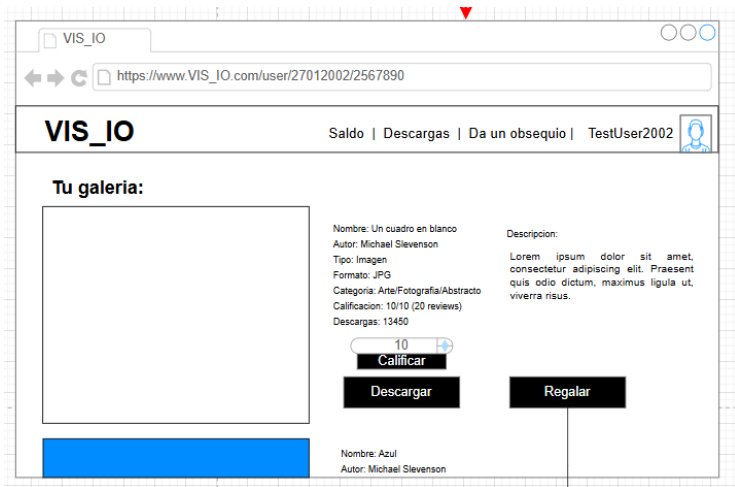 VIS_IO
https://www.VIS_IO.com/user/27012002/2567890
VIS_IO
Saldo | Descargas | Da un obsequio | TestUser2002
Tu galeria:
Nombre: Un cuadro en blanco
Autor: Michael Slevenson
Tipo: Imagen
Formato: JPG
Categoria: Arte/Fotografia/Abstracto
Calificacion: 10/10 (20 reviews)
Descargas: 13450
Descripcion:
Lorem ipsum dolor sit amet,
consectetur adipiscing elit. Praesent
quis odio dictum, maximus ligula ut,
viverra risus.
10
Calificar
Descargar
Regalar
Nombre: Azul
Autor: Michael Slevenson